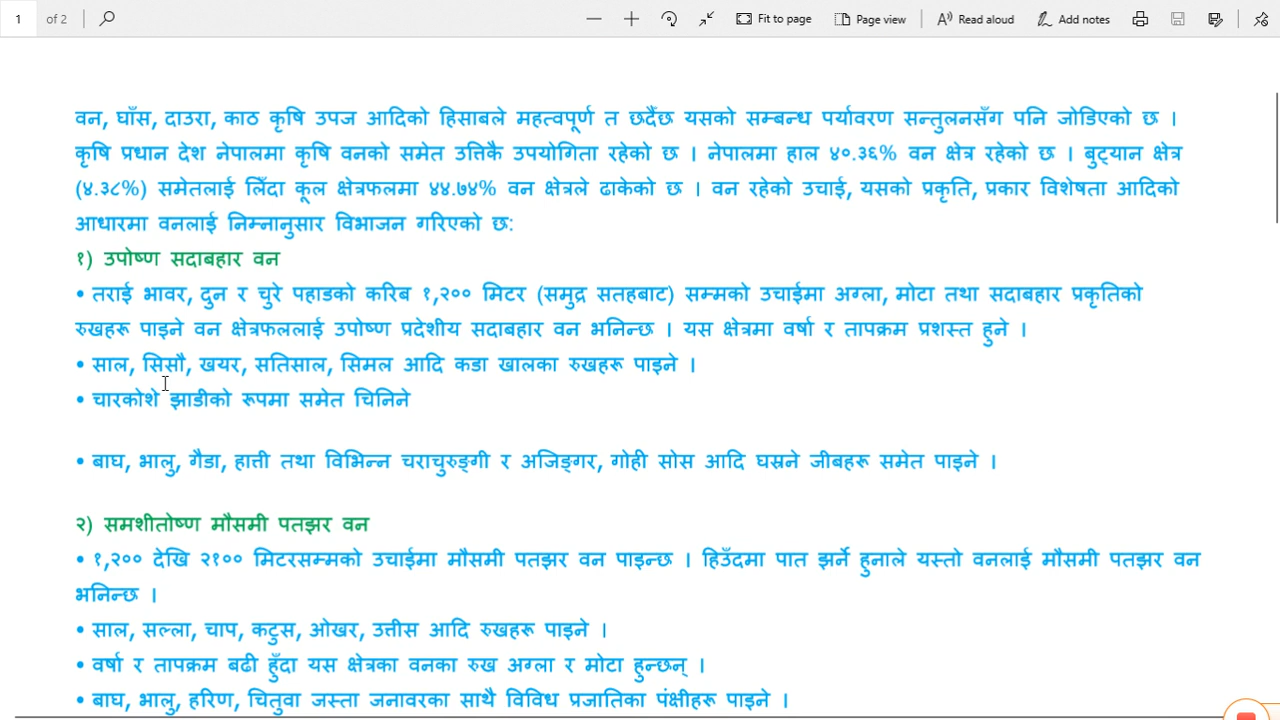 1 of 2 Fit to page Page view Read aloud Add notes
वन, घाँस, दाउरा, काठ कृषि उपज आदिको हिसाबले महत्वपूर्ण त छदैँछ यसको सम्बन्ध पर्यावरण सन्तुलनसँग पनि जोडिएको छ ।
कृषि प्रधान देश नेपालमा कृषि वनको समेत उत्तिकै उपयोगिता रहेको छ । नेपालमा हाल ४०.३६% वन क्षेत्र रहेको छ । बुट्यान क्षेत्र
(४.३८%) समेतलाई लिँदा कूल क्षेत्रफलमा ४४.७४% वन क्षेत्रले ढाकेको छ । वन रहेको उचाई, यसको प्रकृति, प्रकार विशेषता आदिको
आधारमा वनलाई निम्नानुसार विभाजन गरिएको छ:
१) उपोष्ण सदाबहार वन
• तराई भावर, दुन र चुरे पहाडको करिब १,२०० मिटर (समुद्र सतहबाट) सम्मको उचाईमा अग्ला, मोटा तथा सदाबहार प्रकृतिको
रुखहरू पाइने वन क्षेत्रफललाई उपोष्ण प्रदेशीय सदाबहार वन भनिन्छ । यस क्षेत्रमा वर्षा र तापक्रम प्रशस्त हुने ।
• साल, सिसौ, खयर, सतिसाल, सिमल आदि कडा खालका रुखहरू पाइने ।
• चारकोशे झाडीको रूपमा समेत चिनिने
• बाघ, भालु, गैडा, हात्ती तथा विभिन्न चराचुरुङ्गी र अजिङ्गर, गोही सोस आदि घस्रने जीबहरू समेत पाइने ।
२) समशीतोष्ण मौसमी पतझर वन
• १,२०० देखि २१०० मिटरसम्मको उचाईमा मौसमी पतझर वन पाइन्छ । हिउँदमा पात झर्ने हुनाले यस्तो वनलाई मौसमी पतझर वन
भनिन्छ ।
• साल, सल्ला, चाप, कटुस, ओखर, उत्तीस आदि रुखहरू पाइने ।
• वर्षा र तापक्रम बढी हुँदा यस क्षेत्रका वनका रुख अग्ला र मोटा हुन्छन् ।
• बाघ, भालु, हरिण, चितुवा जस्ता जनावरका साथै विविध प्रजातिका पंक्षीहरू पाइने ।